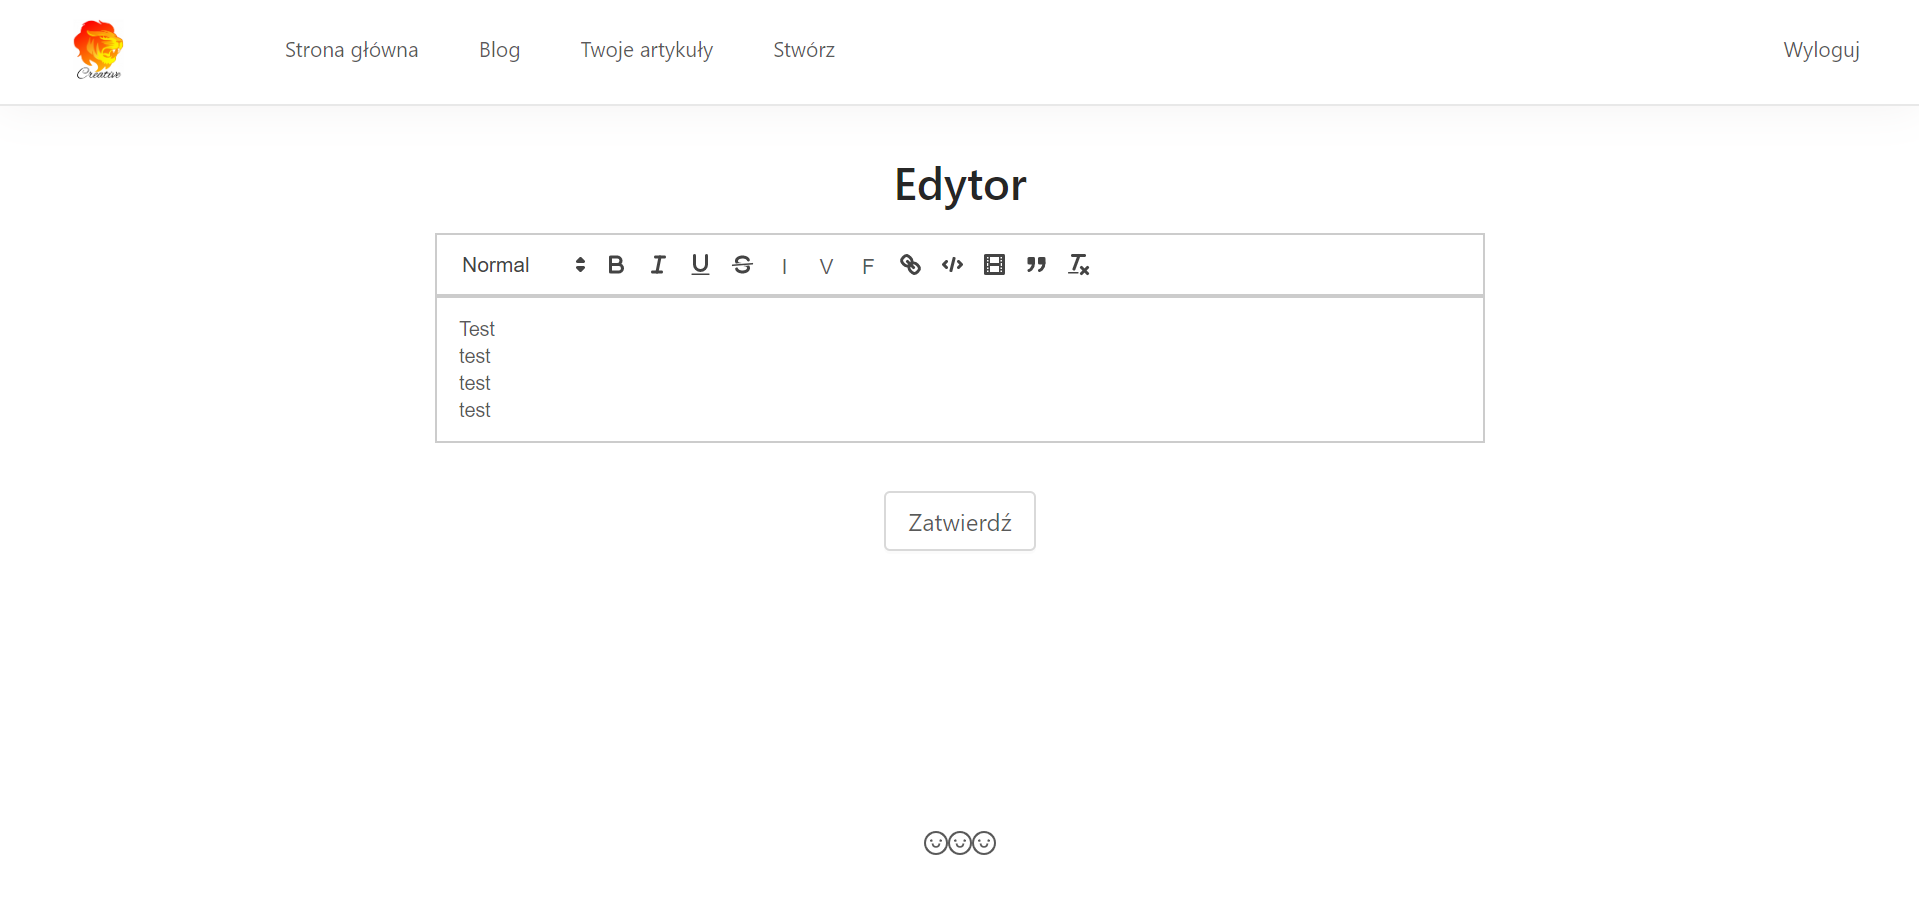 Creative
Strona główna Blog Twoje artykuły Stwórz Wyloguj
Edytor
Normal B I U S I V F
Test
test
test
test
Zatwierdź